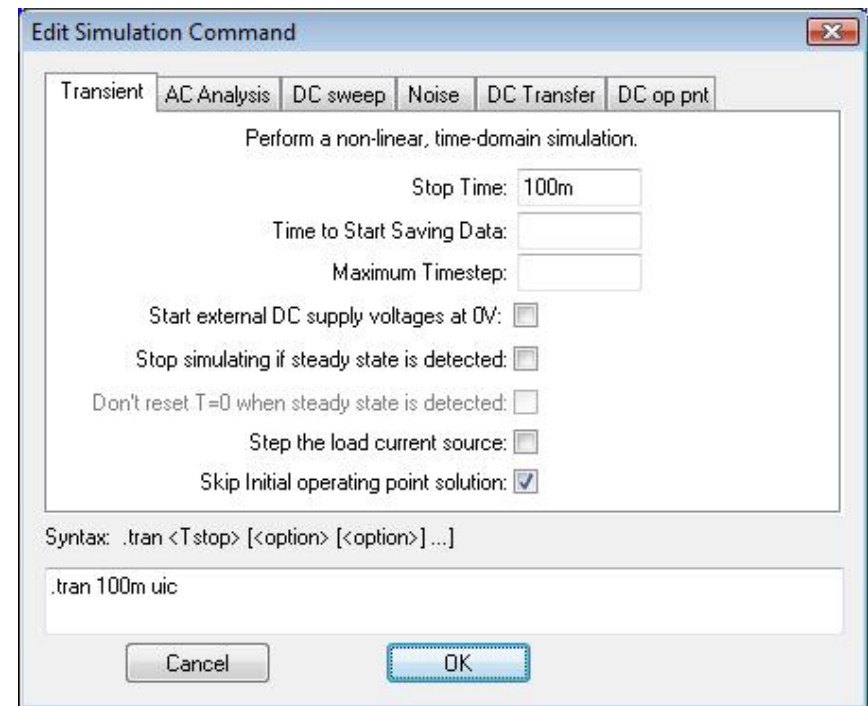 Edit Simulation Command
Transient AC Analysis DC sweep Noise DC Transfer DC op pnt
Perform a non-linear, time-domain simulation.
Stop Time: 100m
Time to Start Saving Data:
Maximum Timestep:
Start external DC supply voltages at 0V:
Stop simulating if steady state is detected:
Don't reset T=0 when steady state is detected:
Step the load current source:
Skip Initial operating point solution:
Syntax: .tran <Tstop> [<option> [<option>] ...]
.tran 100m uic
Cancel OK